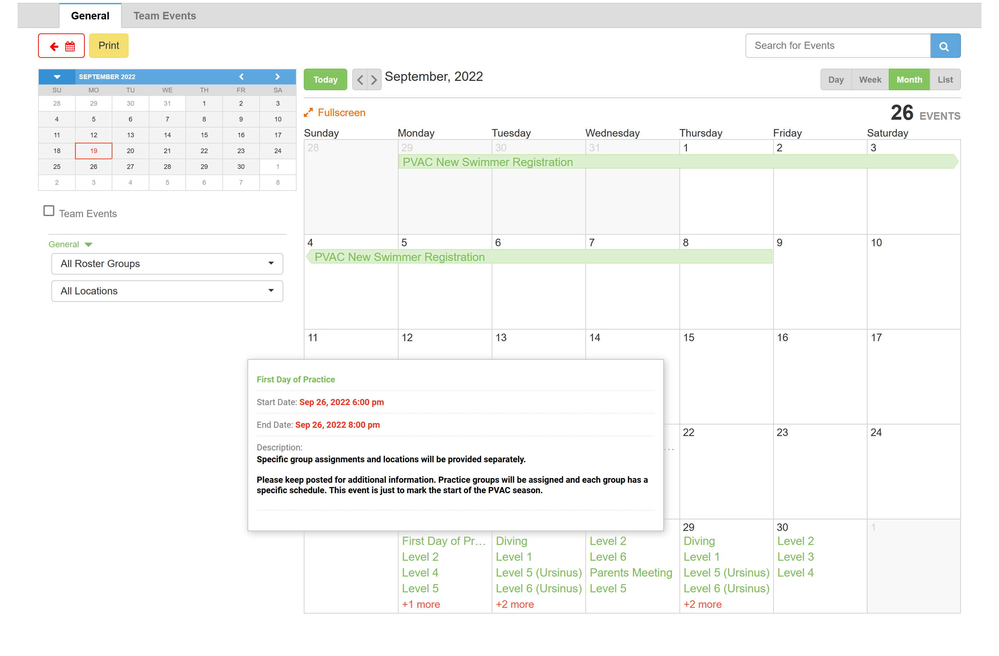 General
Team Events
Print
Search for Events
SEPTEMBER 2022
SU MO TU WE TH FR SA
28 29 30 31 1 2 3
4 5 6 7 8 9 10
11 12 13 14 15 16 17
18 19 20 21 22 23 24
25 26 27 28 29 30 1
2 3 4 5 6 7 8
Team Events
General
All Roster Groups
All Locations
Today
September, 2022
Day Week Month List
Fullscreen
26 EVENTS
Sunday Monday Tuesday Wednesday Thursday Friday Saturday
28 29 30 31 1 2 3
PVAC New Swimmer Registration
4 5 6 7 8 9 10
PVAC New Swimmer Registration
11 12 13 14 15 16 17
First Day of Practice
Start Date: Sep 26, 2022 6:00 pm
End Date: Sep 26, 2022 8:00 pm
Description:
Specific group assignments and locations will be provided separately.
Please keep posted for additional information. Practice groups will be assigned and each group has a
specific schedule. This event is just to mark the start of the PVAC season.
22 23 24
...
29 30 1
First Day of Pr... Diving Level 2 Diving Level 2
Level 2 Level 1 Level 6 Level 1 Level 3
Level 4 Level 5 (Ursinus) Parents Meeting Level 5 (Ursinus) Level 4
Level 5 Level 6 (Ursinus) Level 5 Level 6 (Ursinus)
+1 more +2 more +2 more